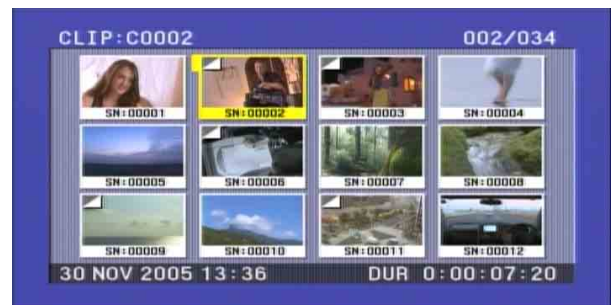 CLIP:C0002 002/034
SN:00001 SN:00002 SN:00003 SN:00004
SN:00005 SN:00006 SN:00007 SN:00008
SN:00009 SN:00010 SN:00011 SN:00012
30 NOV 2005 13:36 DUR 0:00:07:20